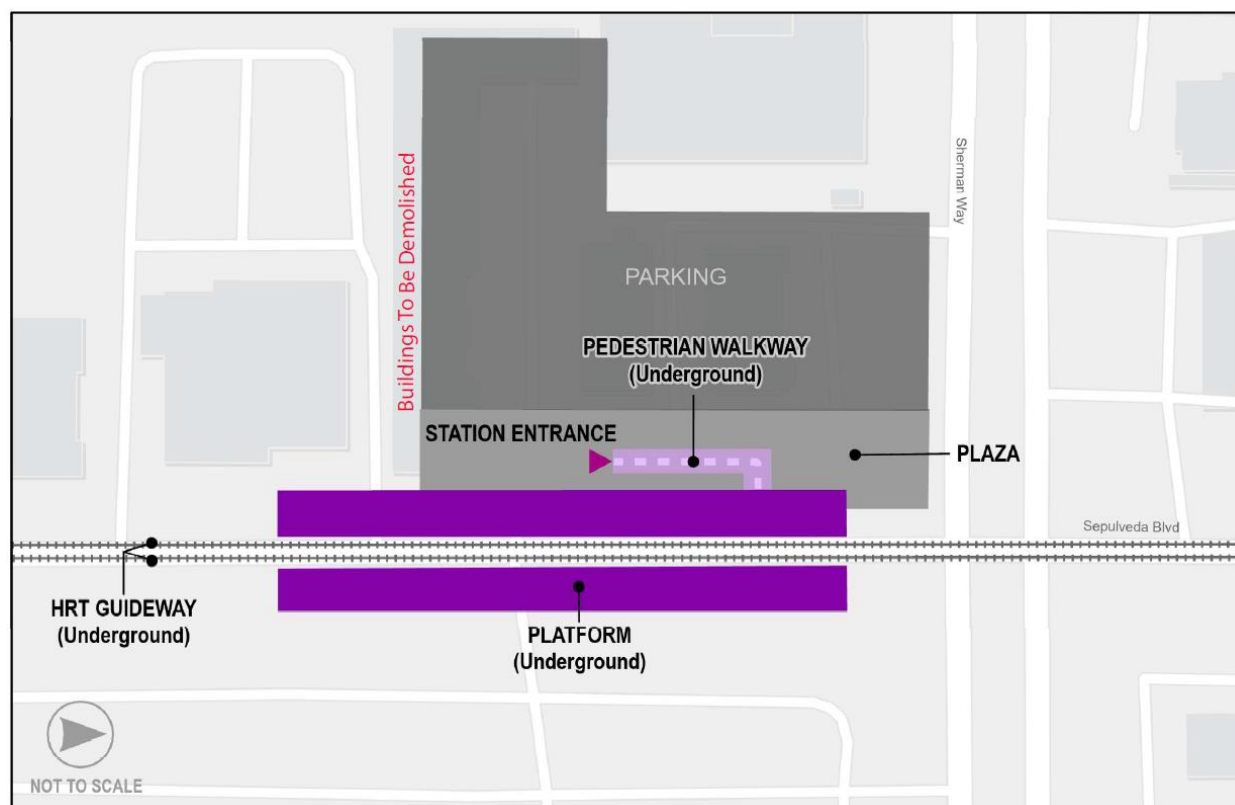 Buildings To Be Demolished
Sherman Way
PARKING
PEDESTRIAN WALKWAY
(Underground)
STATION ENTRANCE
PLAZA
Sepulveda Blvd
HRT GUIDEWAY
(Underground)
PLATFORM
(Underground)
NOT TO SCALE